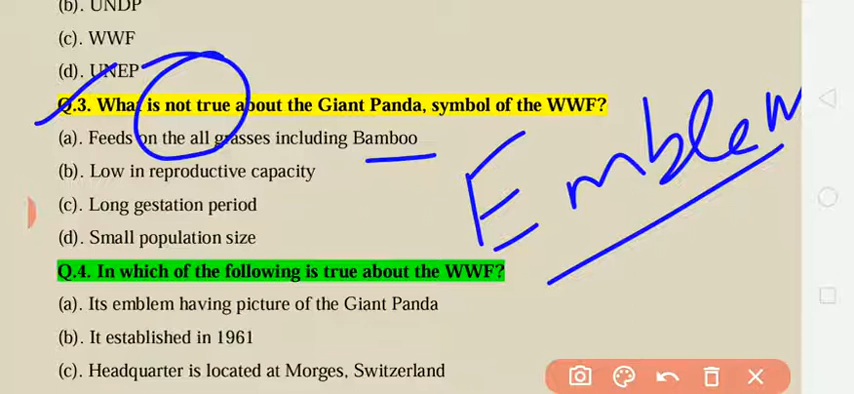 (b). UNDP
(c). WWF
(d). UNEP
Q.3. What is not true about the Giant Panda, symbol of the WWF?
(a). Feeds on the all grasses including Bamboo
(b). Low in reproductive capacity
(c). Long gestation period
(d). Small population size
Emblem
Q.4. In which of the following is true about the WWF?
(a). Its emblem having picture of the Giant Panda
(b). It established in 1961
(c). Headquarter is located at Morges, Switzerland